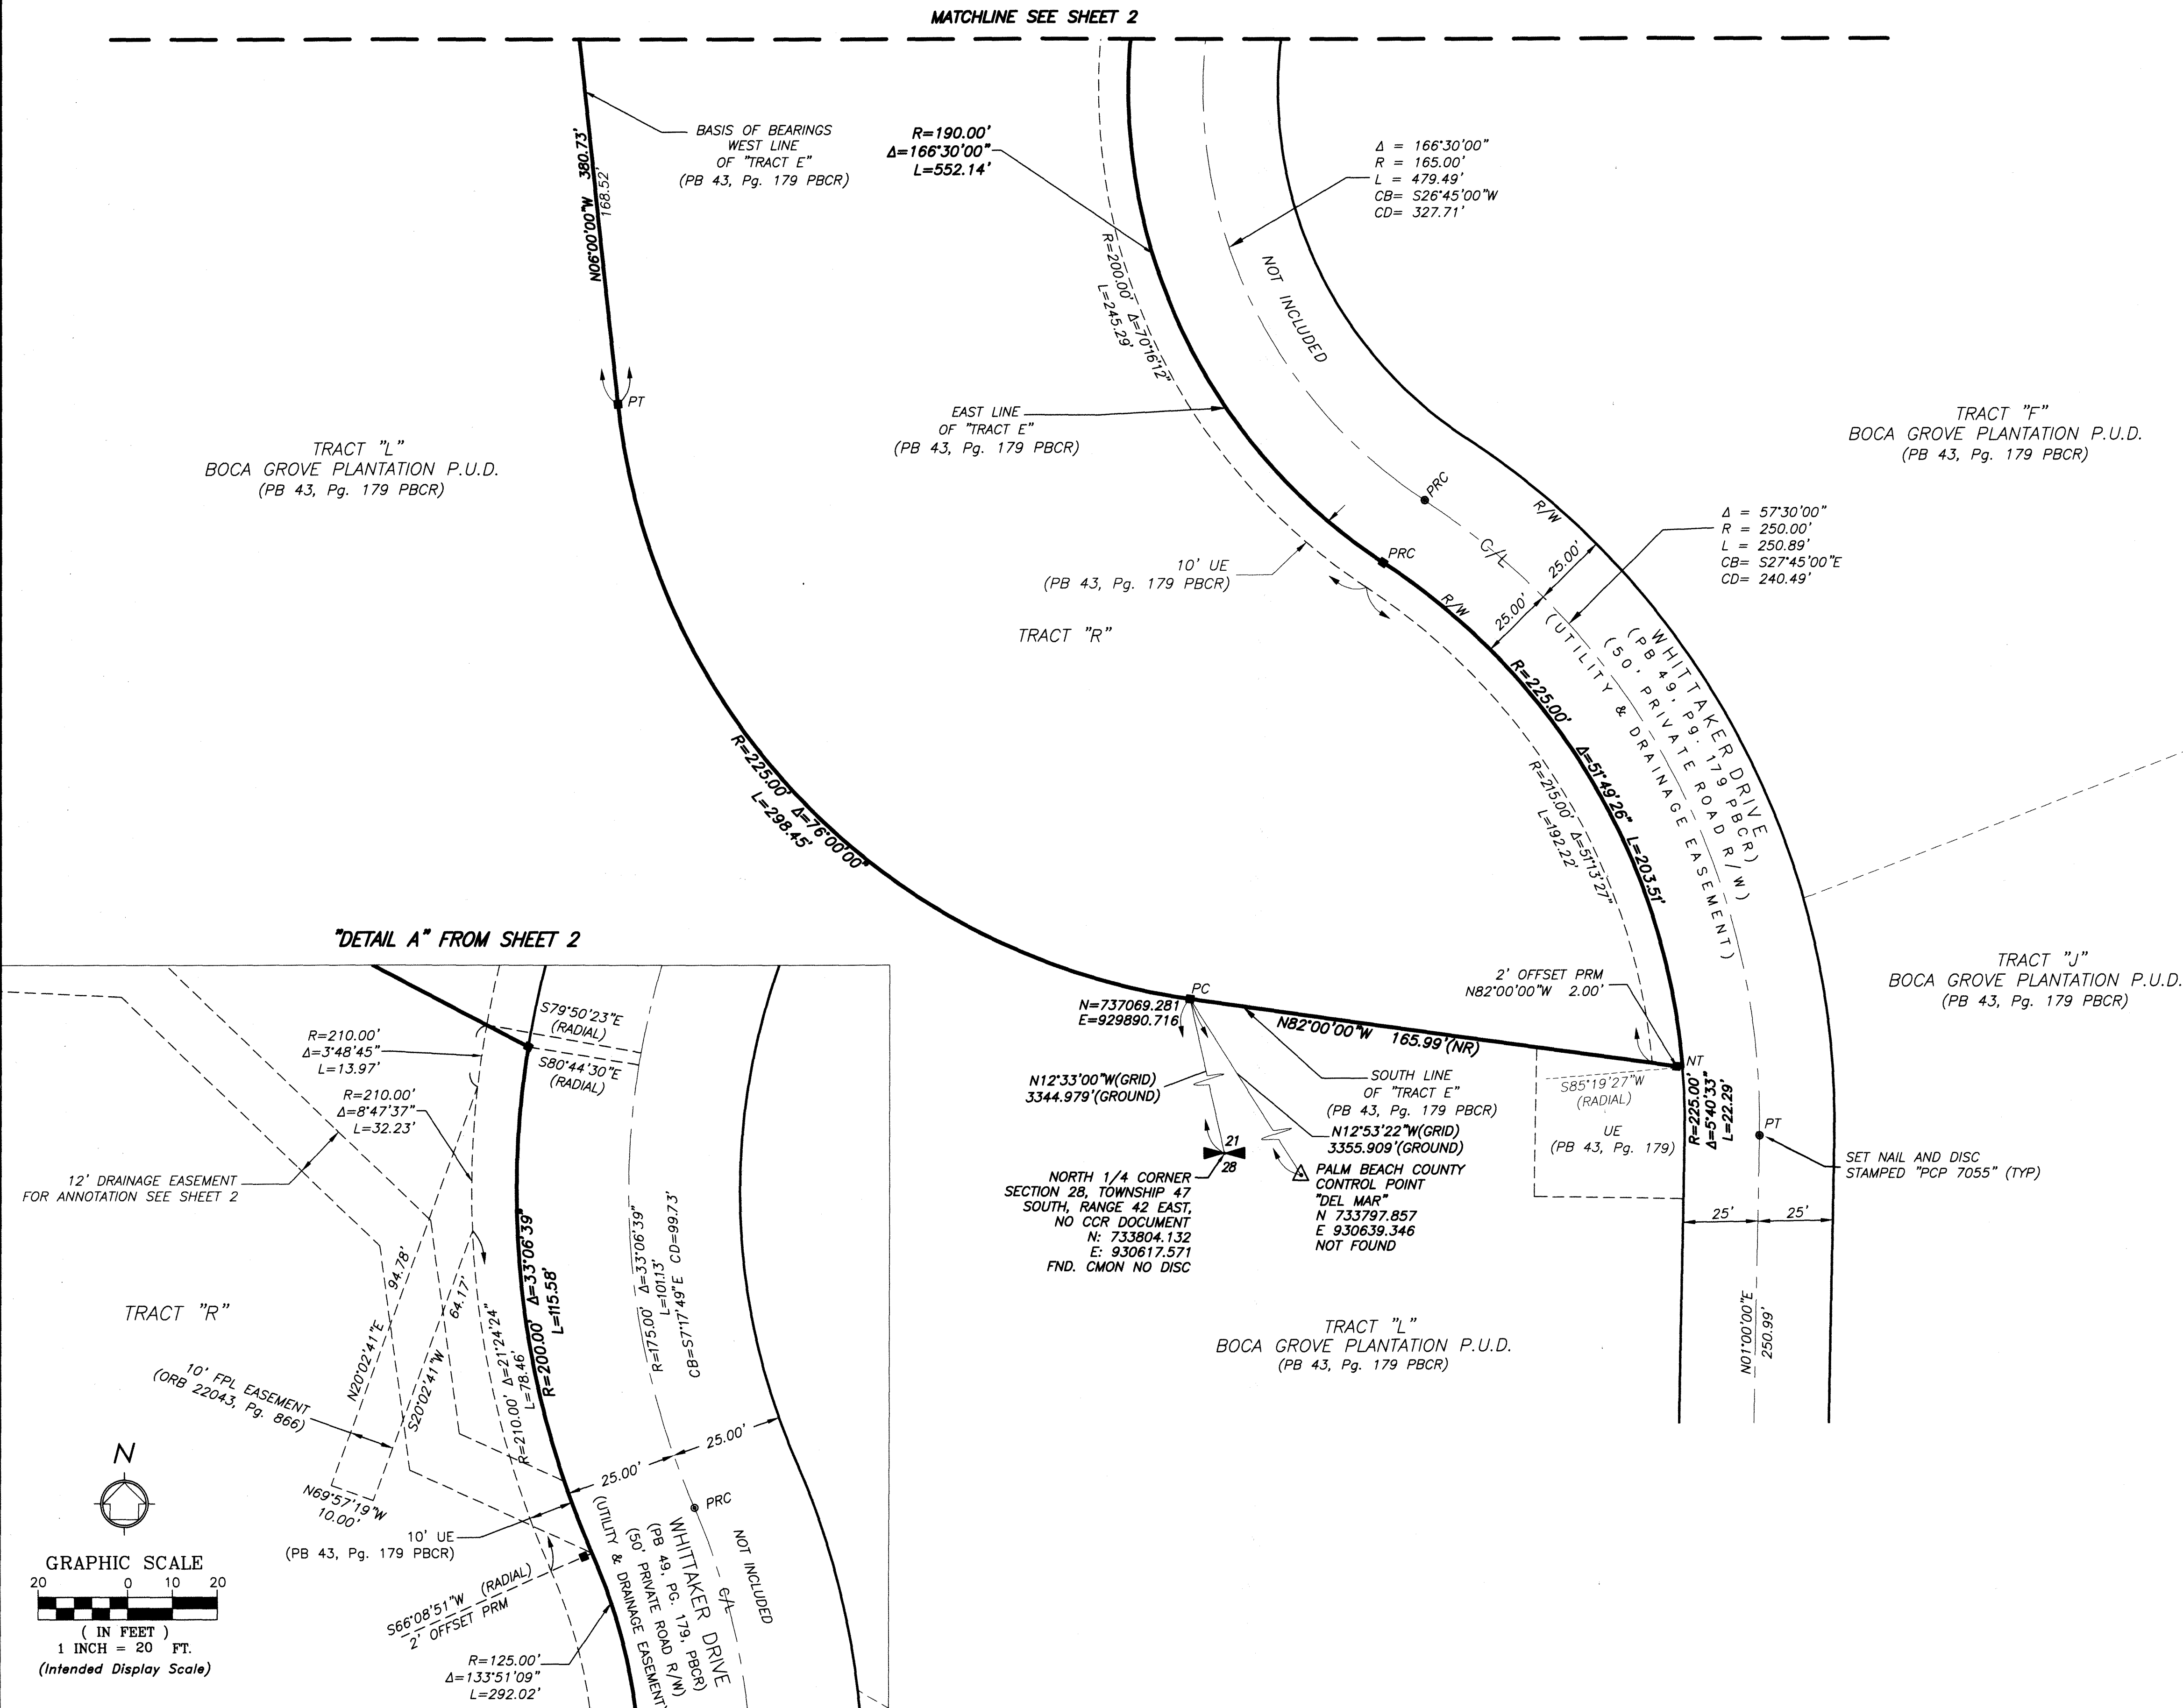 MATCHLINE SEE SHEET 2
N06°00'00"W 380.73'
168.52'
BASIS OF BEARINGS
WEST LINE
OF "TRACT E"
(PB 43, Pg. 179 PBCR)
R=190.00'
Δ=166°30'00"
L=552.14'
Δ = 166°30'00"
R = 165.00'
L = 479.49'
CB= S26°45'00"W
CD= 327.71'
NOT INCLUDED
R=200.00' Δ=70°16'12"
L=245.29'
PT
EAST LINE
OF "TRACT E"
(PB 43, Pg. 179 PBCR)
TRACT "L"
BOCA GROVE PLANTATION P.U.D.
(PB 43, Pg. 179 PBCR)
TRACT "F"
BOCA GROVE PLANTATION P.U.D.
(PB 43, Pg. 179 PBCR)
PRC
R/W
Δ = 57°30'00"
R = 250.00'
L = 250.89'
CB= S27°45'00"E
CD= 240.49'
C/L
PRC
10' UE
(PB 43, Pg. 179 PBCR)
25.00'
25.00'
R/W
TRACT "R"
WHITTAKER DRIVE
(PB 49, Pg. 179 PBCR)
(50' PRIVATE ROAD R/W)
(UTILITY & DRAINAGE EASEMENT)
R=225.00' Δ=51°49'26" L=203.51'
R=215.00' Δ=51°13'27"
L=192.22'
R=225.00' Δ=76°00'00"
L=298.45'
TRACT "J"
BOCA GROVE PLANTATION P.U.D.
(PB 43, Pg. 179 PBCR)
2' OFFSET PRM
N82°00'00"W 2.00'
PC
N=737069.281
E=929890.716
N82°00'00"W 165.99'(NR)
NT
SOUTH LINE
OF "TRACT E"
(PB 43, Pg. 179 PBCR)
N12°33'00"W(GRID)
3344.979'(GROUND)
N12°53'22"W(GRID)
3355.909'(GROUND)
S85°19'27"W
(RADIAL)
UE
(PB 43, Pg. 179)
R=225.00'
Δ=5°40'33"
L=22.29'
PT
SET NAIL AND DISC
STAMPED "PCP 7055" (TYP)
21
28
NORTH 1/4 CORNER
SECTION 28, TOWNSHIP 47
SOUTH, RANGE 42 EAST,
NO CCR DOCUMENT
N: 733804.132
E: 930617.571
FND. CMON NO DISC
PALM BEACH COUNTY
CONTROL POINT
"DEL MAR"
N 733797.857
E 930639.346
NOT FOUND
25'
25'
N01°00'00"E
250.99'
TRACT "L"
BOCA GROVE PLANTATION P.U.D.
(PB 43, Pg. 179 PBCR)
"DETAIL A" FROM SHEET 2
S79°50'23"E
(RADIAL)
S80°44'30"E
(RADIAL)
R=210.00'
Δ=3°48'45"
L=13.97'
R=210.00'
Δ=8°47'37"
L=32.23'
12' DRAINAGE EASEMENT
FOR ANNOTATION SEE SHEET 2
TRACT "R"
N20°02'41"E
94.78'
S20°02'41"W
64.17'
R=210.00' Δ=21°24'24"
L=78.46'
R=200.00' Δ=33°06'39"
L=115.58'
R=175.00' Δ=33°06'39"
L=101.13'
CB=S7°17'49"E CD=99.73'
10' FPL EASEMENT
(ORB 22043, Pg. 866)
N69°57'19"W
10.00'
25.00'
25.00'
10' UE
(PB 43, Pg. 179 PBCR)
PRC
S66°08'51"W (RADIAL)
2' OFFSET PRM
R=125.00'
Δ=133°51'09"
L=292.02'
NOT INCLUDED
C/L
WHITTAKER DRIVE
(PB 49, PG. 179, PBCR)
(50' PRIVATE ROAD R/W)
(UTILITY & DRAINAGE EASEMENT)
N
GRAPHIC SCALE
20 0 10 20
( IN FEET )
1 INCH = 20 FT.
(Intended Display Scale)